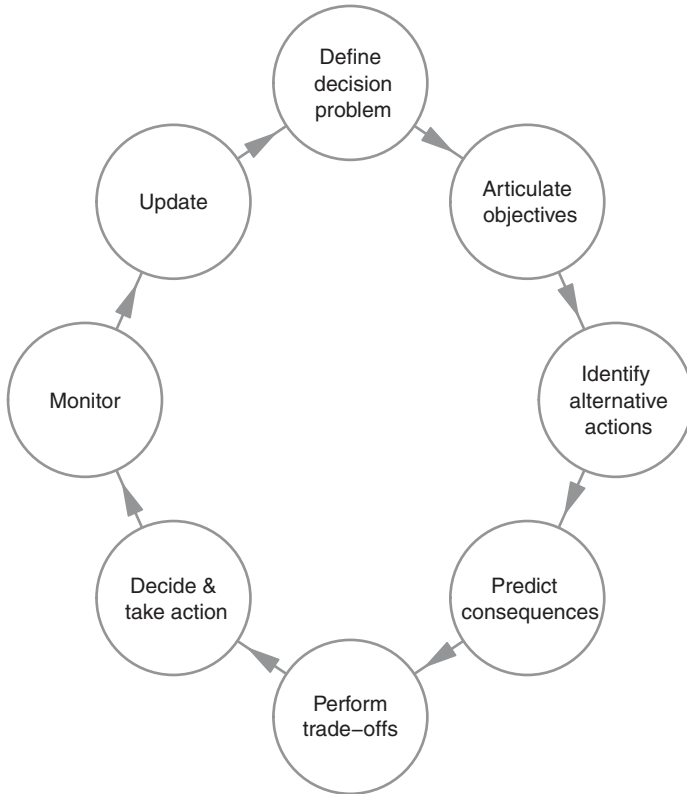 Define
decision
problem
Articulate
objectives
Identify
alternative
actions
Predict
consequences
Perform
trade−offs
Decide &
take action
Monitor
Update